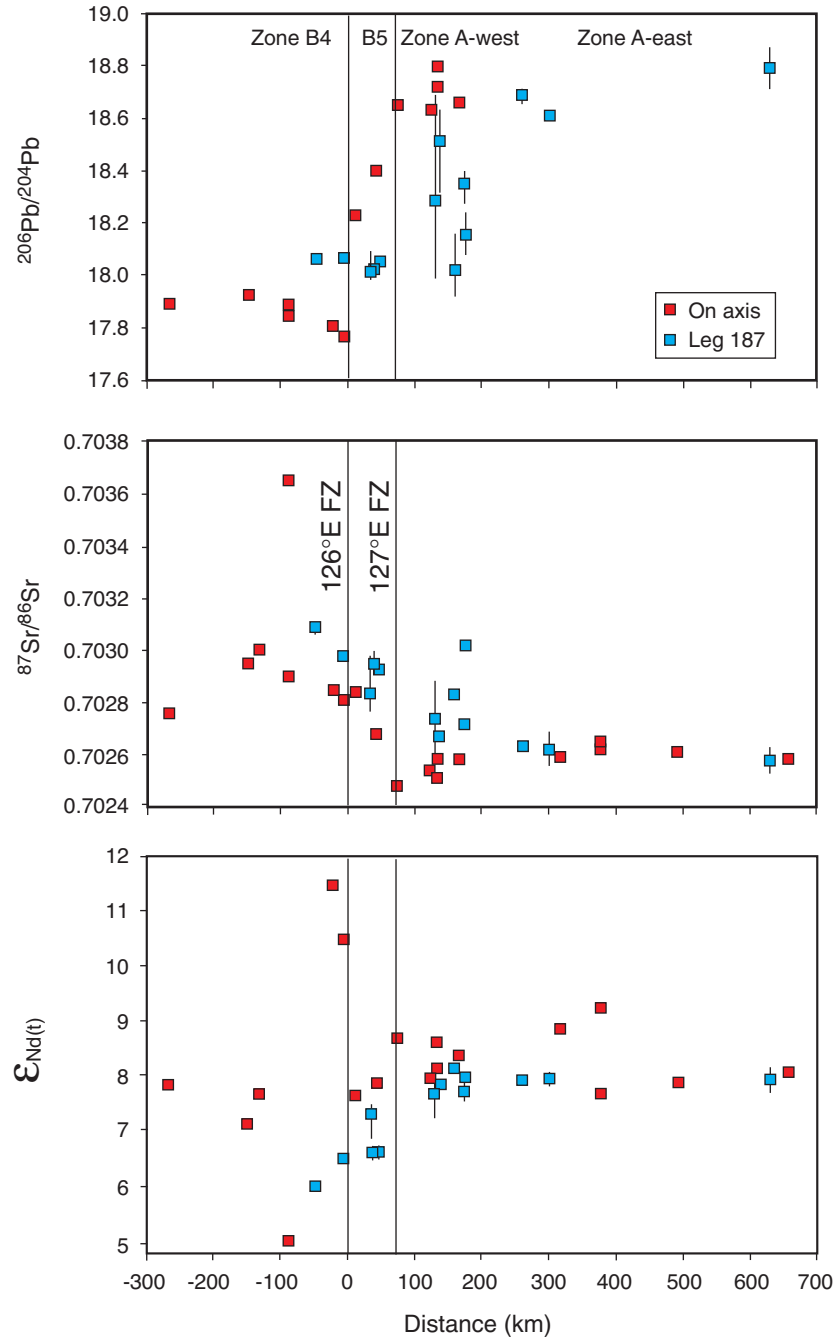 Zone B4 B5 Zone A-west Zone A-east
19.0
18.8
18.6
18.4
18.2
18.0
17.8
17.6
206Pb/204Pb
On axis
Leg 187
0.7038
0.7036
0.7034
0.7032
0.7030
0.7028
0.7026
0.7024
87Sr/86Sr
126°E FZ
127°E FZ
12
11
10
9
8
7
6
5
εNd(t)
-300 -200 -100 0 100 200 300 400 500 600 700
Distance (km)